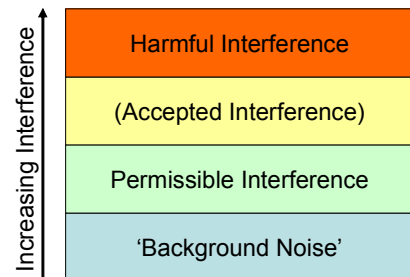 Increasing Interference
Harmful Interference
(Accepted Interference)
Permissible Interference
‘Background Noise’